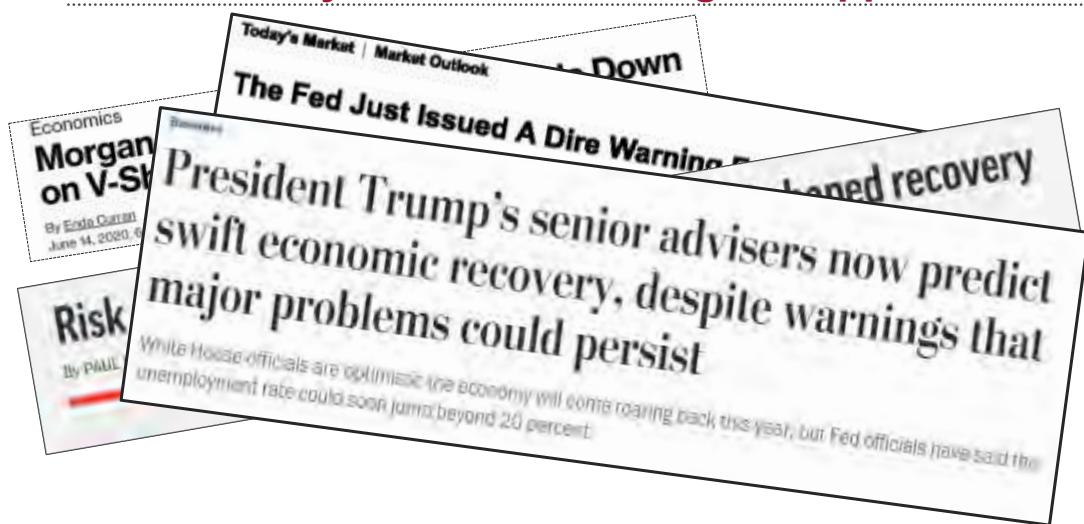 Today's Market | Market Outlook
Down
The Fed Just Issued A Dire Warning
Economics
Morgan
on V-Sh
By Enda Curran
June 14, 2020, 6
recovery
President Trump's senior advisers now predict
swift economic recovery, despite warnings that
major problems could persist
White House officials are optimistic the economy will come roaring back this year, but Fed officials have said the
unemployment rate could soon jump beyond 20 percent.
Risk
By PAUL